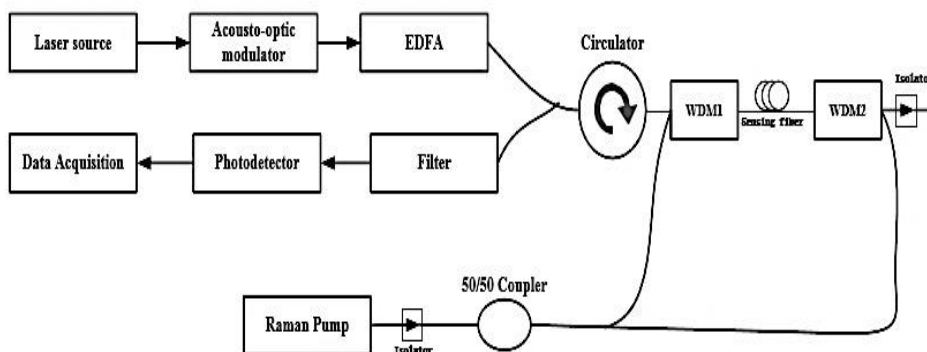 Laser source
Acousto-optic
modulator
EDFA
Circulator
Isolator
WDM1
Sensing fiber
WDM2
Data Acquisition
Photodetector
Filter
50/50 Coupler
Raman Pump
Isolator